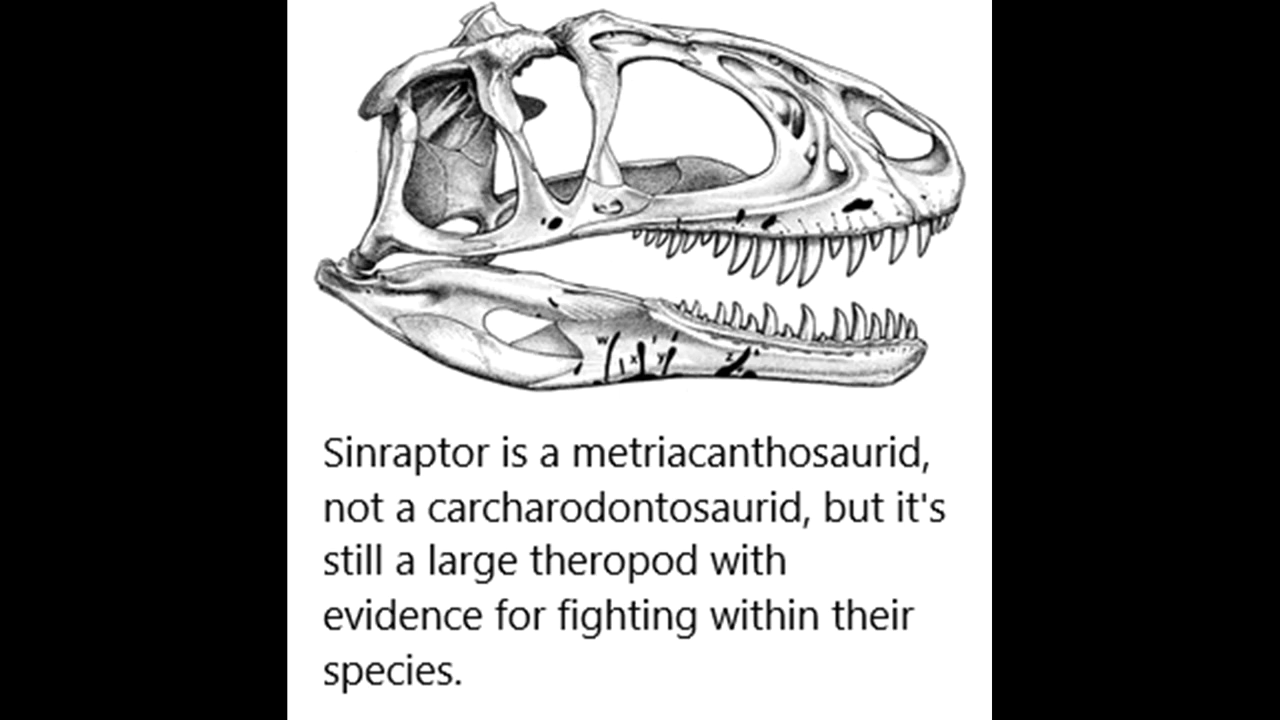 w x y z
Sinraptor is a metriacanthosaurid,
not a carcharodontosaurid, but it's
still a large theropod with
evidence for fighting within their
species.